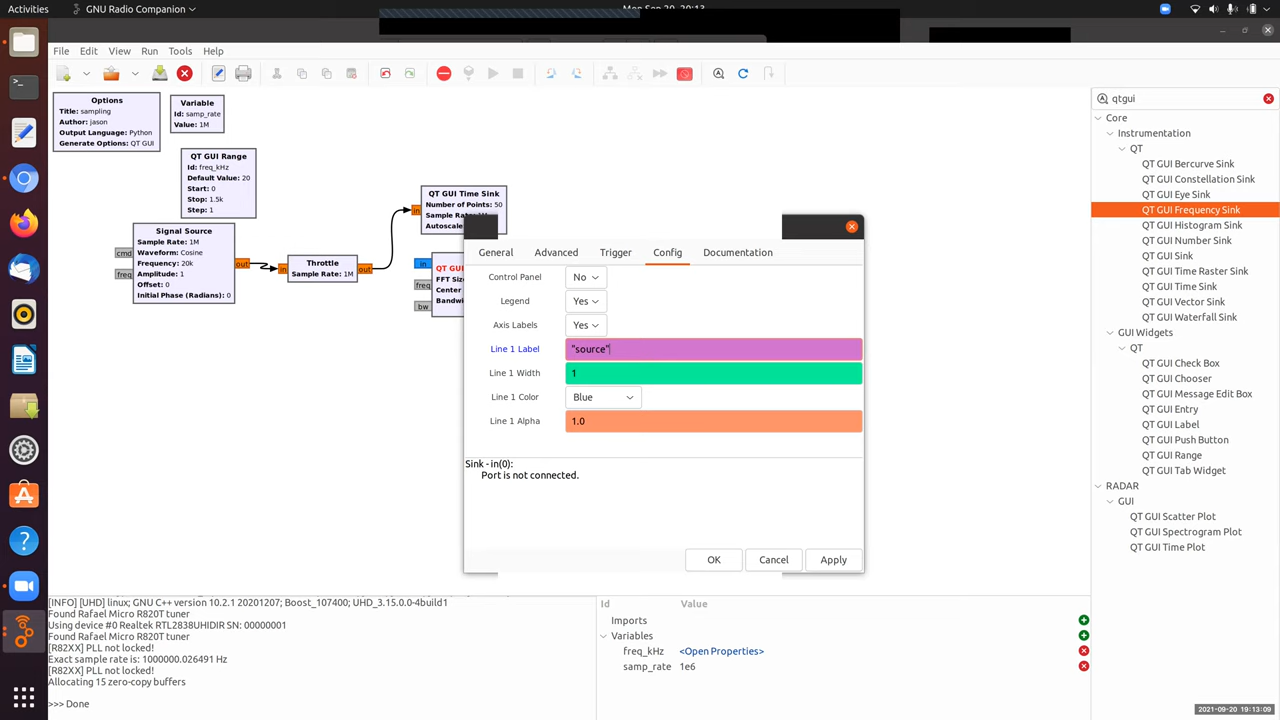 Activities
GNU Radio Companion
Mon Sep 20, 20:13
File Edit View Run Tools Help
Options
Title: sampling
Author: jason
Output Language: Python
Generate Options: QT GUI
Variable
Id: samp_rate
Value: 1M
QT GUI Range
Id: freq_kHz
Default Value: 20
Start: 0
Stop: 1.5k
Step: 1
Signal Source
Sample Rate: 1M
Waveform: Cosine
Frequency: 20k
Amplitude: 1
Offset: 0
Initial Phase (Radians): 0
cmd
freq
out
in
Throttle
Sample Rate: 1M
out
in
QT GUI Time Sink
Number of Points: 50
Sample Rate:
Autoscale
in
freq
bw
QT GUI
FFT Size
Center
Bandwi
General Advanced Trigger Config Documentation
Control Panel No
Legend Yes
Axis Labels Yes
Line 1 Label "source"
Line 1 Width 1
Line 1 Color Blue
Line 1 Alpha 1.0
Sink - in(0):
Port is not connected.
OK Cancel Apply
qtgui
Core
Instrumentation
QT
QT GUI Bercurve Sink
QT GUI Constellation Sink
QT GUI Eye Sink
QT GUI Frequency Sink
QT GUI Histogram Sink
QT GUI Number Sink
QT GUI Sink
QT GUI Time Raster Sink
QT GUI Time Sink
QT GUI Vector Sink
QT GUI Waterfall Sink
GUI Widgets
QT
QT GUI Check Box
QT GUI Chooser
QT GUI Message Edit Box
QT GUI Entry
QT GUI Label
QT GUI Push Button
QT GUI Range
QT GUI Tab Widget
RADAR
GUI
QT GUI Scatter Plot
QT GUI Spectrogram Plot
QT GUI Time Plot
[INFO] [UHD] linux; GNU C++ version 10.2.1 20201207; Boost_107400; UHD_3.15.0.0-4build1
Found Rafael Micro R820T tuner
Using device #0 Realtek RTL2838UHIDIR SN: 00000001
Found Rafael Micro R820T tuner
[R82XX] PLL not locked!
Exact sample rate is: 1000000.026491 Hz
[R82XX] PLL not locked!
Allocating 15 zero-copy buffers
>>> Done
Id Value
Imports
Variables
freq_kHz <Open Properties>
samp_rate 1e6
2021-09-20 19:13:09